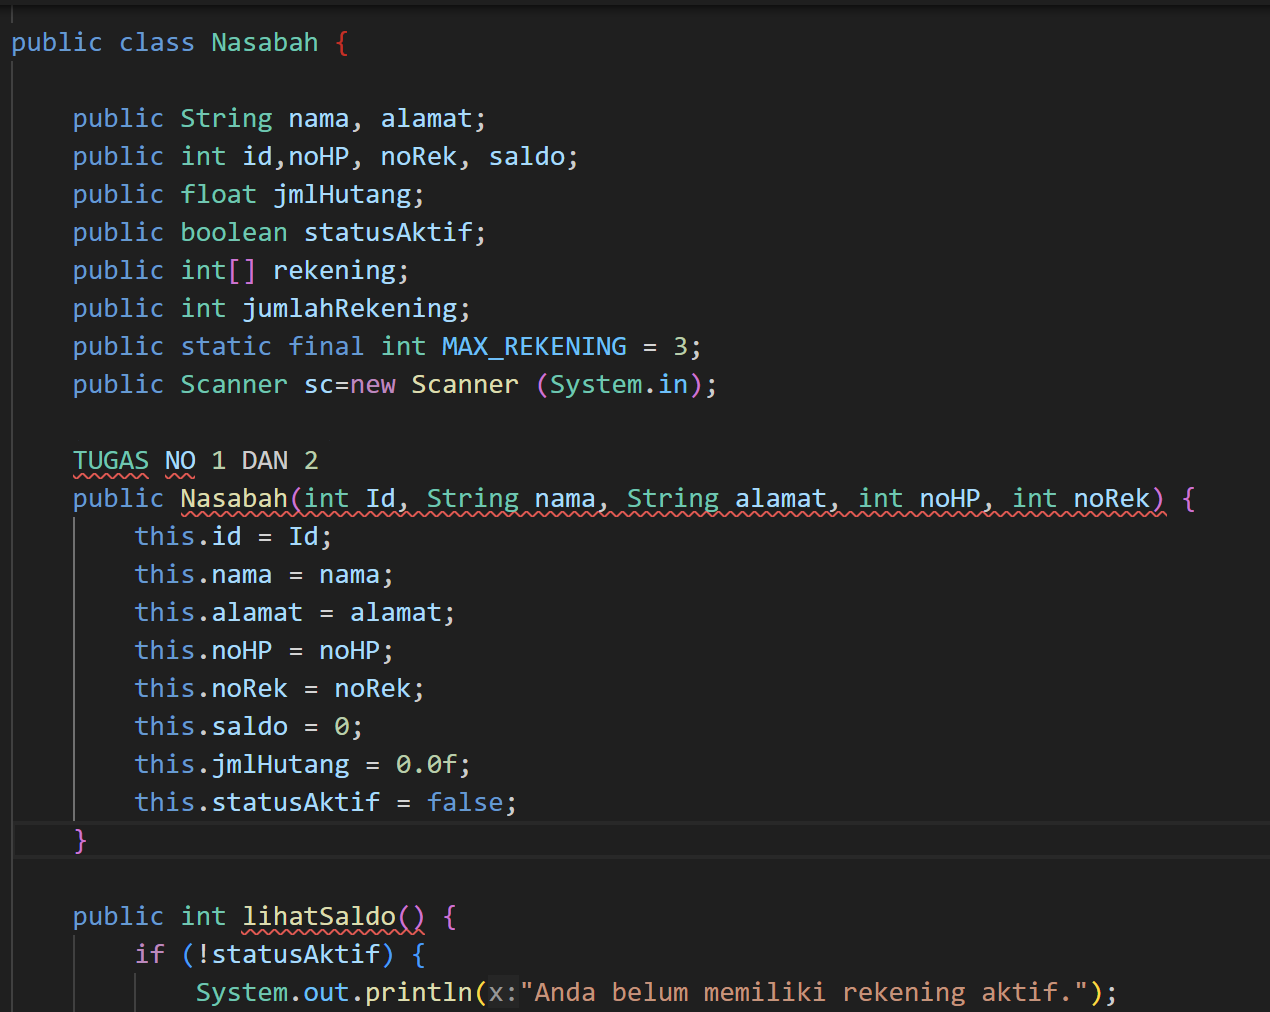 public class Nasabah {
public String nama, alamat;
public int id,noHP, noRek, saldo;
public float jmlHutang;
public boolean statusAktif;
public int[] rekening;
public int jumlahRekening;
public static final int MAX_REKENING = 3;
public Scanner sc=new Scanner (System.in);
TUGAS NO 1 DAN 2
public Nasabah(int Id, String nama, String alamat, int noHP, int noRek) {
this.id = Id;
this.nama = nama;
this.alamat = alamat;
this.noHP = noHP;
this.noRek = noRek;
this.saldo = 0;
this.jmlHutang = 0.0f;
this.statusAktif = false;
}
public int lihatSaldo() {
if (!statusAktif) {
System.out.println(x:"Anda belum memiliki rekening aktif.");